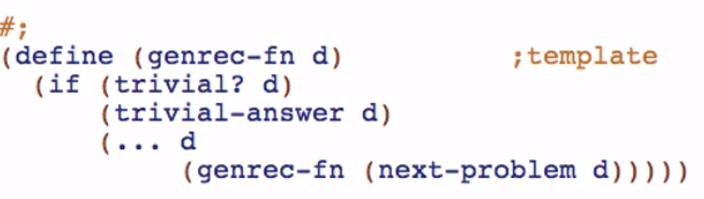 #;
(define (genrec-fn d)          ;template
  (if (trivial? d)
      (trivial-answer d)
      (... d
           (genrec-fn (next-problem d)))))